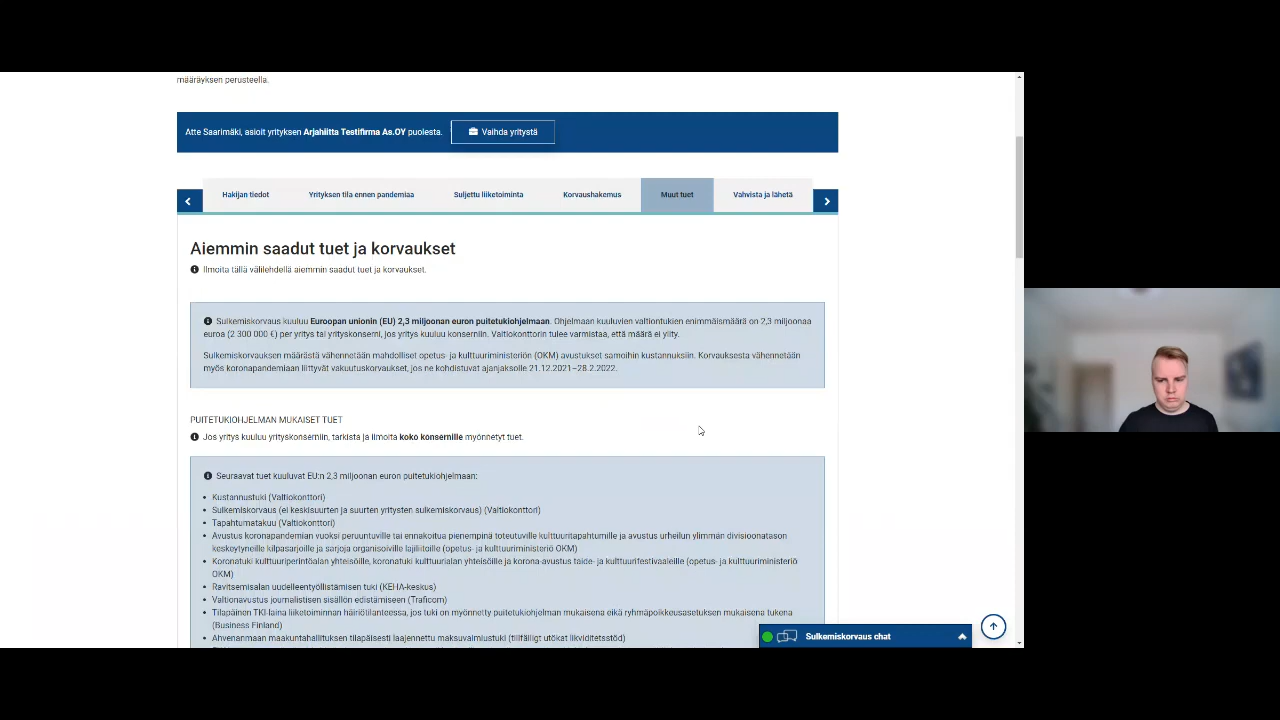 määräyksen perusteella.
Atte Saarimäki, asioit yrityksen Arjahiitta Testifirma As.OY puolesta.
Vaihda yritystä
Hakijan tiedot
Yrityksen tila ennen pandemiaa
Suljettu liiketoiminta
Korvaushakemus
Muut tuet
Vahvista ja lähetä
Aiemmin saadut tuet ja korvaukset
Ilmoita tällä välilehdellä aiemmin saadut tuet ja korvaukset.
Sulkemiskorvaus kuuluu Euroopan unionin (EU) 2,3 miljoonan euron puitetukiohjelmaan. Ohjelmaan kuuluvien valtiontukien enimmäismäärä on 2,3 miljoonaa
euroa (2 300 000 €) per yritys tai yrityskonserni, jos yritys kuuluu konserniin. Valtiokonttorin tulee varmistaa, että määrä ei ylity.
Sulkemiskorvauksen määrästä vähennetään mahdolliset opetus- ja kulttuuriministeriön (OKM) avustukset samoihin kustannuksiin. Korvauksesta vähennetään
myös koronapandemiaan liittyvät vakuutuskorvaukset, jos ne kohdistuvat ajanjaksolle 21.12.2021–28.2.2022.
PUITETUKIOHJELMAN MUKAISET TUET
Jos yritys kuuluu yrityskonserniin, tarkista ja ilmoita koko konsernille myönnetyt tuet.
Seuraavat tuet kuuluvat EU:n 2,3 miljoonan euron puitetukiohjelmaan:
• Kustannustuki (Valtiokonttori)
• Sulkemiskorvaus (ei keskisuurten ja suurten yritysten sulkemiskorvaus) (Valtiokonttori)
• Tapahtumatakuu (Valtiokonttori)
• Avustus koronapandemian vuoksi peruuntuville tai ennakoitua pienempinä toteutuville kulttuuritapahtumille ja avustus urheilun ylimmän divisioonatason
keskeytyneille kilpasarjoille ja sarjoja organisoiville lajiliitoille (opetus- ja kulttuuriministeriö OKM)
• Koronatuki kulttuuriperintöalan yhteisöille, koronatuki kulttuurialan yhteisöille ja korona-avustus taide- ja kulttuurifestivaaleille (opetus- ja kulttuuriministeriö
OKM)
• Ravitsemisalan uudelleentyöllistämisen tuki (KEHA-keskus)
• Valtionavustus journalistisen sisällön edistämiseen (Traficom)
• Tilapäinen TKI-laina liiketoiminnan häiriötilanteessa, jos tuki on myönnetty puitetukiohjelman mukaisena eikä ryhmäpoikkeusasetuksen mukaisena tukena
(Business Finland)
• Ahvenanmaan maakuntahallituksen tilapäisesti laajennettu maksuvalmiustuki (tillfälligt utökat likviditetsstöd)
Sulkemiskorvaus chat